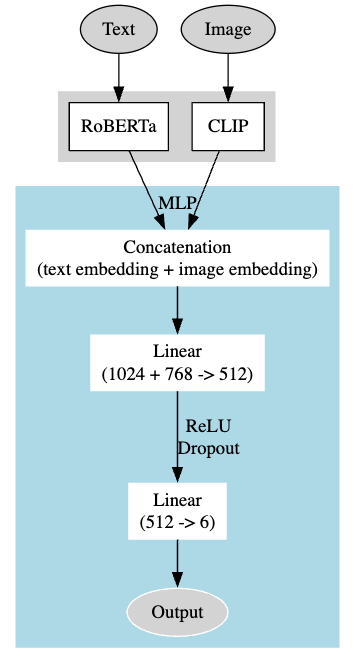 Text
Image
RoBERTa
CLIP
MLP
Concatenation
(text embedding + image embedding)
Linear
(1024 + 768 -> 512)
ReLU
Dropout
Linear
(512 -> 6)
Output